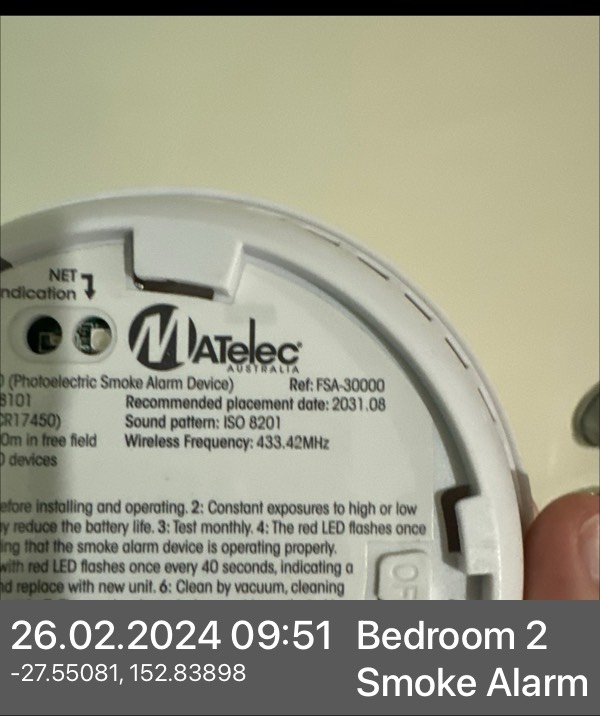 NET
ndication
MATelec
AUSTRALIA
0 (Photoelectric Smoke Alarm Device) Ref: FSA-30000
8101 Recommended placement date: 2031.08
CR17450) Sound pattern: ISO 8201
0m in free field Wireless Frequency: 433.42MHz
0 devices
efore installing and operating. 2: Constant exposures to high or low
y reduce the battery life. 3: Test monthly. 4: The red LED flashes once
ing that the smoke alarm device is operating properly.
with red LED flashes once every 40 seconds, indicating a
nd replace with new unit. 6: Clean by vacuum, cleaning
OF
26.02.2024 09:51 Bedroom 2
-27.55081, 152.83898 Smoke Alarm